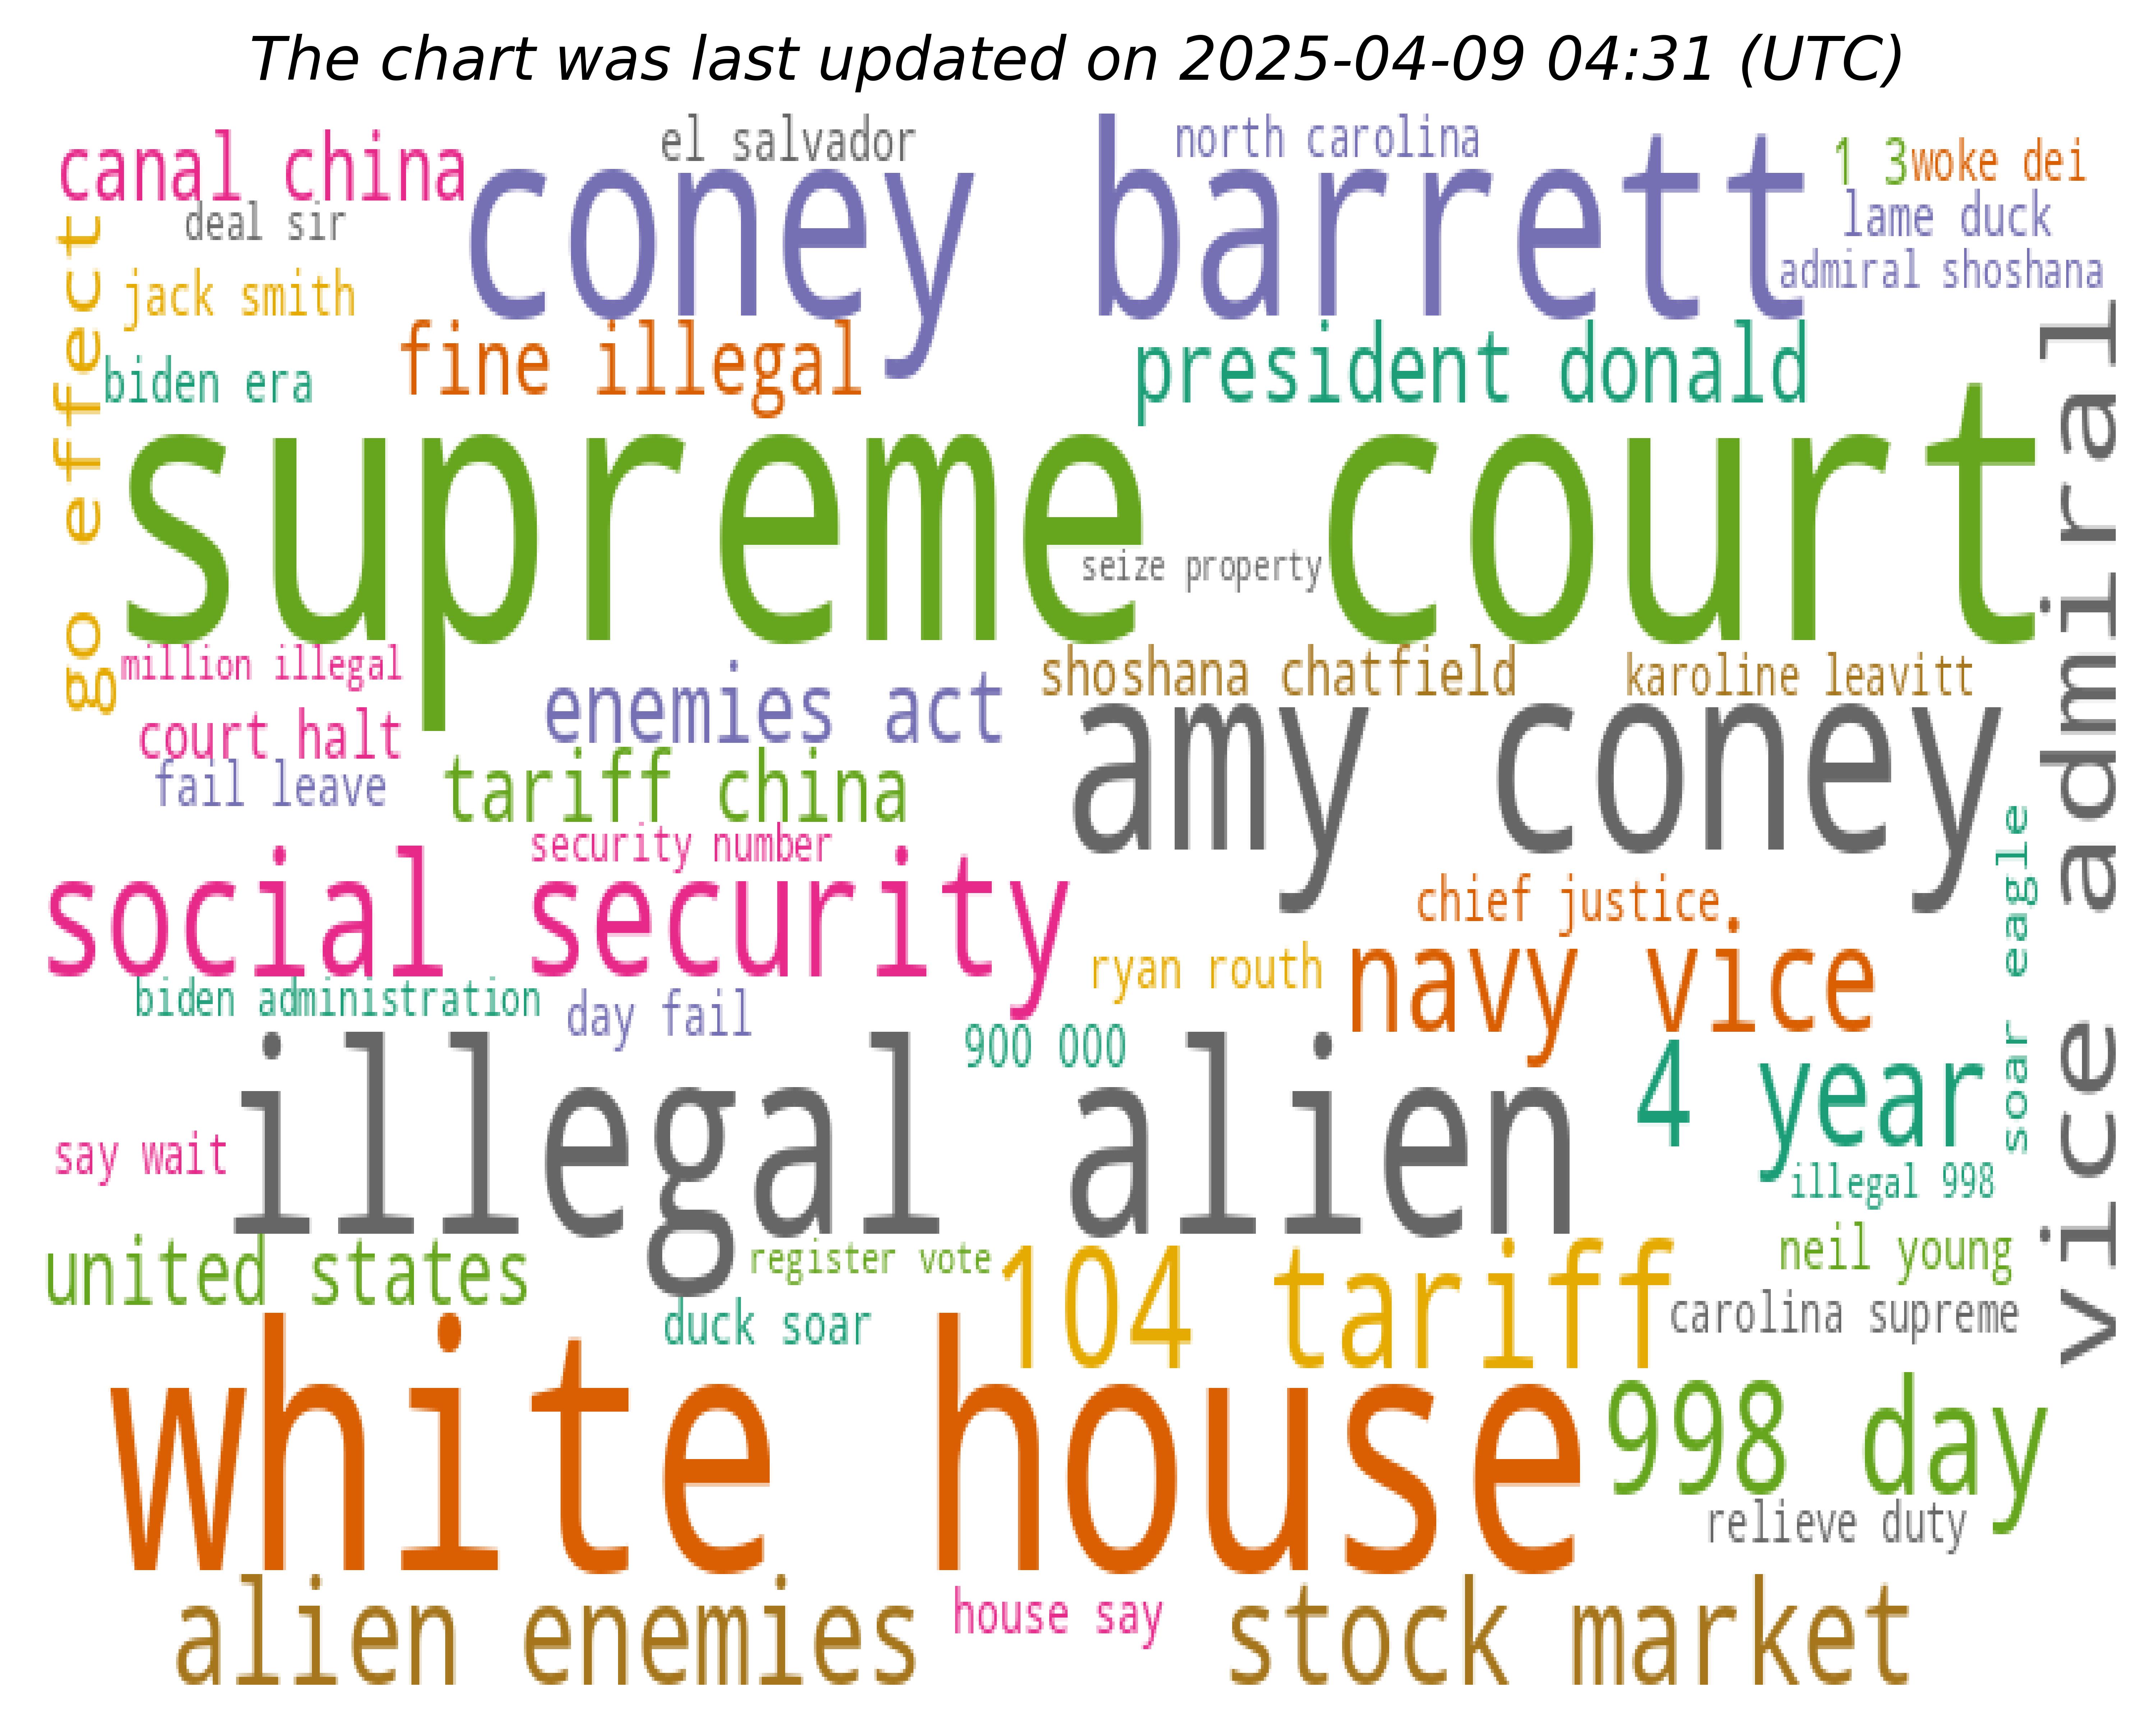 The chart was last updated on 2025-04-09 04:31 (UTC)
el salvador
north carolina
canal china
coney barrett
1 3
woke dei
deal sir
lame duck
admiral shoshana
jack smith
go effect
biden era
fine illegal
president donald
supreme court
seize property
vice admiral
million illegal
enemies act
shoshana chatfield
karoline leavitt
court halt
amy coney
fail leave
tariff china
security number
social security
chief justice
soar eagle
ryan routh
navy vice
biden administration
day fail
900 000
illegal alien
4 year
say wait
illegal 998
united states
register vote
104 tariff
neil young
duck soar
carolina supreme
white house
998 day
relieve duty
alien enemies
house say
stock market